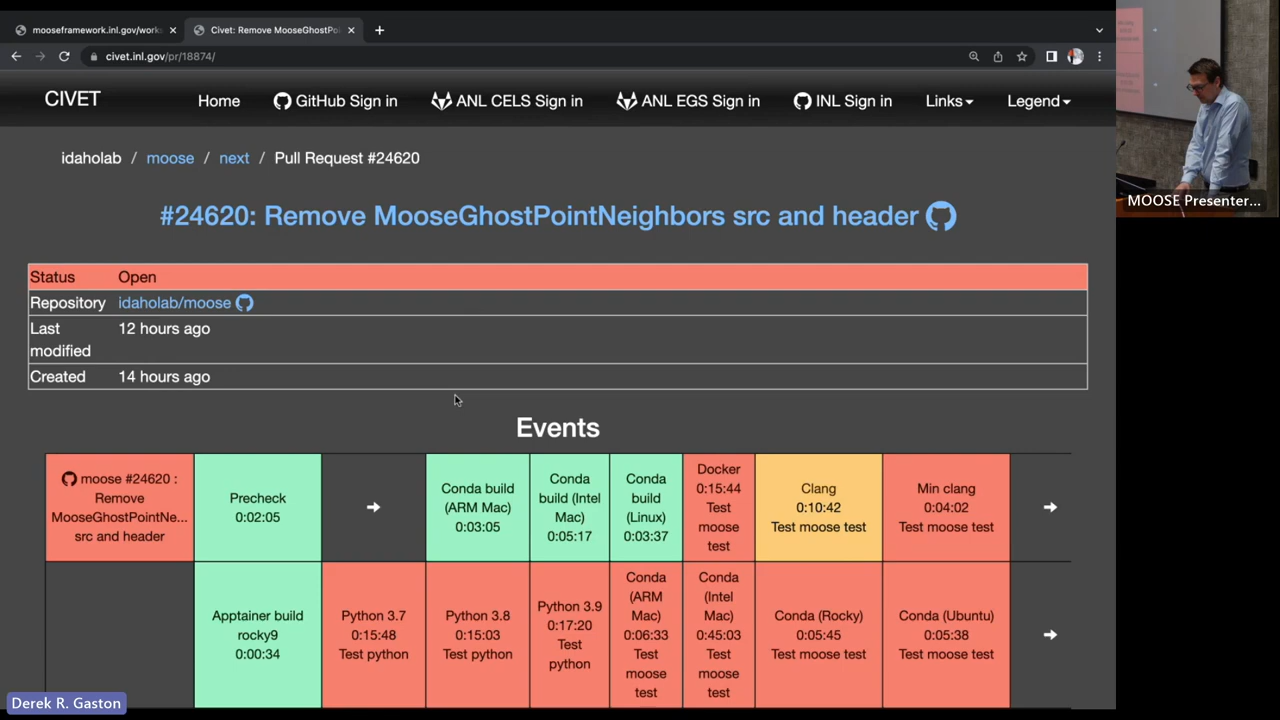 mooseframework.inl.gov/works
Civet: Remove MooseGhostPoi
civet.inl.gov/pr/18874/
CIVET
Home
GitHub Sign in
ANL CELS Sign in
ANL EGS Sign in
INL Sign in
Links
Legend
idaholab / moose / next / Pull Request #24620
#24620: Remove MooseGhostPointNeighbors src and header
Status Open
Repository idaholab/moose
Last
modified
12 hours ago
Created 14 hours ago
Events
moose #24620 :
Remove
MooseGhostPointNe...
src and header
Precheck
0:02:05
Conda build
(ARM Mac)
0:03:05
Conda
build (Intel
Mac)
0:05:17
Conda
build
(Linux)
0:03:37
Docker
0:15:44
Test
moose
test
Clang
0:10:42
Test moose test
Min clang
0:04:02
Test moose test
Apptainer build
rocky9
0:00:34
Python 3.7
0:15:48
Test python
Python 3.8
0:15:03
Test python
Python 3.9
0:17:20
Test
python
Conda
(ARM
Mac)
0:06:33
Test
moose
test
Conda
(Intel
Mac)
0:45:03
Test
moose
test
Conda (Rocky)
0:05:45
Test moose test
Conda (Ubuntu)
0:05:38
Test moose test
MOOSE Presenter...
Derek R. Gaston